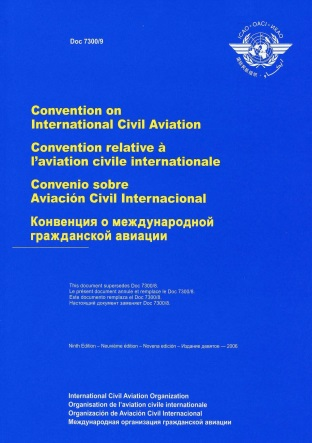 Doc 7300/9
ICAO · OACI · ИКАО
Convention on
International Civil Aviation
Convention relative à
l'aviation civile internationale
Convenio sobre
Aviación Civil Internacional
Конвенция о международной
гражданской авиации
This document supersedes Doc 7300/8.
Le présent document annule et remplace le Doc 7300/8.
Este documento remplaza el Doc 7300/8.
Настоящий документ заменяет Doc 7300/8.
Ninth Edition – Neuvième édition – Novena edición – Издание девятое — 2006
International Civil Aviation Organization
Organisation de l'aviation civile internationale
Organización de Aviación Civil Internacional
Международная организация гражданской авиации